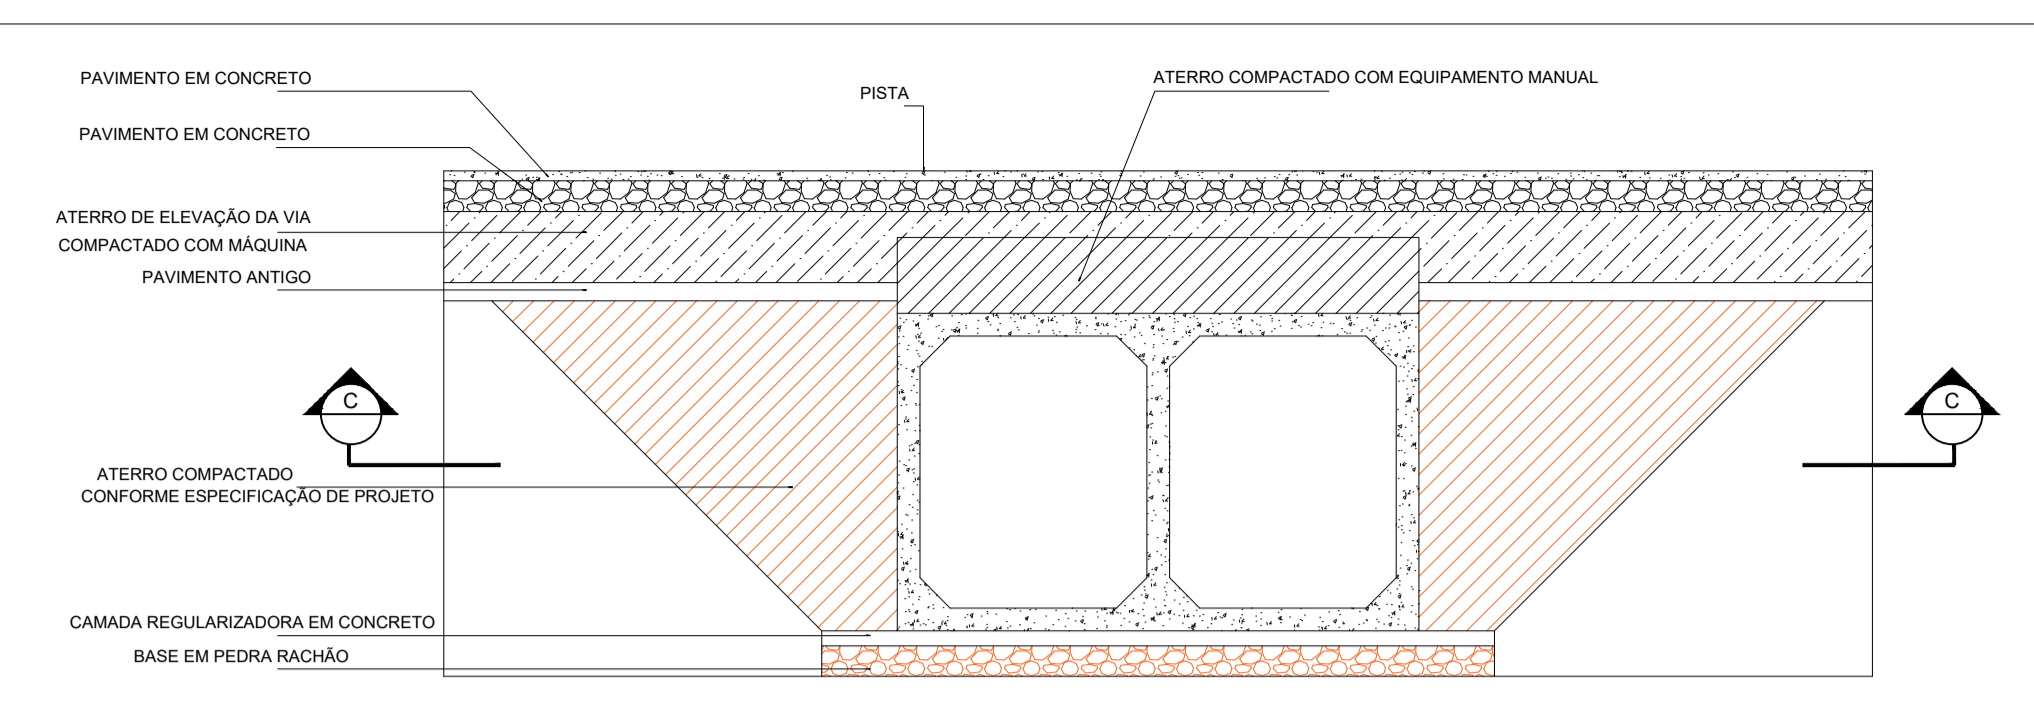 PAVIMENTO EM CONCRETO
PISTA
ATERRO COMPACTADO COM EQUIPAMENTO MANUAL
PAVIMENTO EM CONCRETO
ATERRO DE ELEVAÇÃO DA VIA
COMPACTADO COM MÁQUINA
PAVIMENTO ANTIGO
C
C
ATERRO COMPACTADO
CONFORME ESPECIFICAÇÃO DE PROJETO
CAMADA REGULARIZADORA EM CONCRETO
BASE EM PEDRA RACHÃO